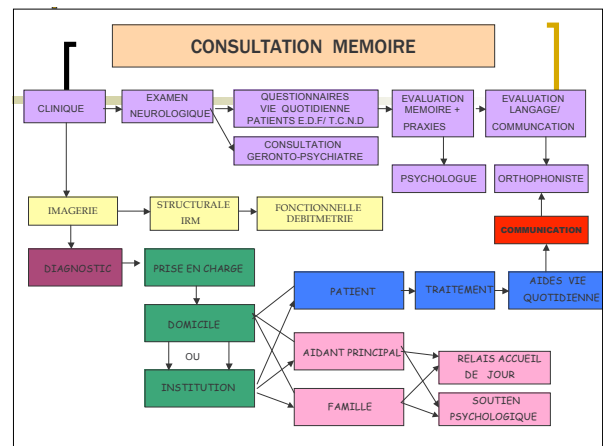 CONSULTATION MEMOIRE
CLINIQUE
EXAMEN
NEUROLOGIQUE
QUESTIONNAIRES
VIE QUOTIDIENNE
PATIENTS E.D.F/ T.C.N.D
EVALUATION
MEMOIRE +
PRAXIES
EVALUATION
LANGAGE/
COMMUNCATION
CONSULTATION
GERONTO-PSYCHIATRE
PSYCHOLOGUE
ORTHOPHONISTE
IMAGERIE
STRUCTURALE
IRM
FONCTIONNELLE
DEBITMETRIE
COMMUNICATION
DIAGNOSTIC
PRISE EN CHARGE
PATIENT
TRAITEMENT
AIDES VIE
QUOTIDIENNE
DOMICILE
OU
INSTITUTION
AIDANT PRINCIPAL
RELAIS ACCUEIL
DE JOUR
FAMILLE
SOUTIEN
PSYCHOLOGIQUE